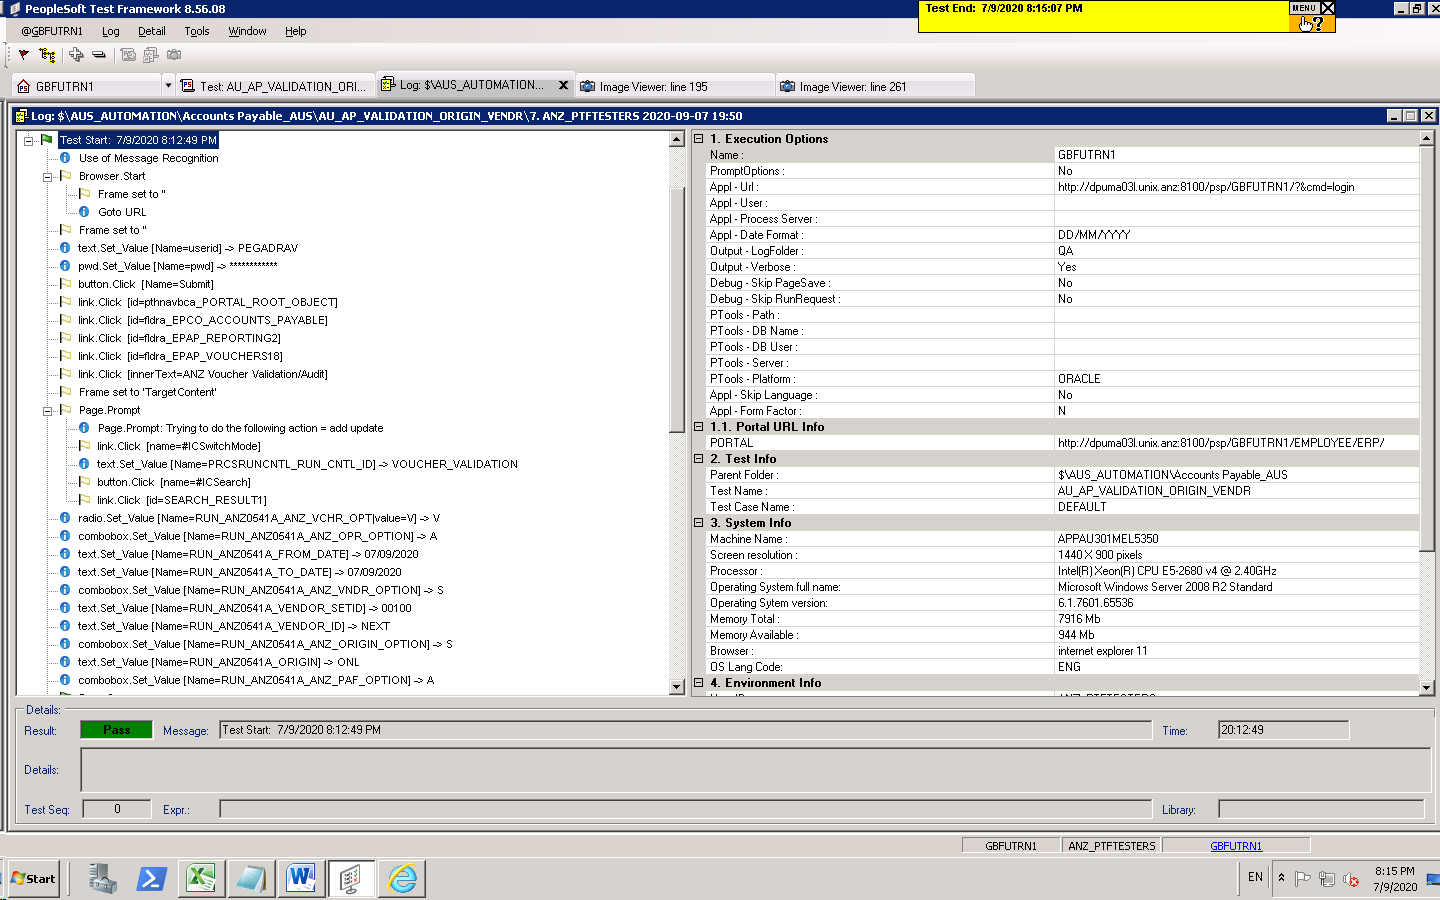 PeopleSoft Test Framework 8.56.08
Test End: 7/9/2020 8:15:07 PM
MENU
@GBFUTRN1 Log Detail Tools Window Help
GBFUTRN1
Test: AU_AP_VALIDATION_ORI...
Log: $\AUS_AUTOMATION...
Image Viewer: line 195
Image Viewer: line 261
Log: $\AUS_AUTOMATION\Accounts Payable_AUS\AU_AP_VALIDATION_ORIGIN_VENDR\7. ANZ_PTFTESTERS 2020-09-07 19:50
Test Start: 7/9/2020 8:12:49 PM
Use of Message Recognition
Browser.Start
Frame set to ''
Goto URL
Frame set to ''
text.Set_Value [Name=userid] -> PEGADRAV
pwd.Set_Value [Name=pwd] -> ************
button.Click [Name=Submit]
link.Click [id=pthnavbca_PORTAL_ROOT_OBJECT]
link.Click [id=fldra_EPCO_ACCOUNTS_PAYABLE]
link.Click [id=fldra_EPAP_REPORTING2]
link.Click [id=fldra_EPAP_VOUCHERS18]
link.Click [innerText=ANZ Voucher Validation/Audit]
Frame set to 'TargetContent'
Page.Prompt
Page.Prompt: Trying to do the following action = add update
link.Click [name=#ICSwitchMode]
text.Set_Value [Name=PRCSRUNCNTL_RUN_CNTL_ID] -> VOUCHER_VALIDATION
button.Click [name=#ICSearch]
link.Click [id=SEARCH_RESULT1]
radio.Set_Value [Name=RUN_ANZ0541A_ANZ_VCHR_OPT|value=V] -> V
combobox.Set_Value [Name=RUN_ANZ0541A_ANZ_OPR_OPTION] -> A
text.Set_Value [Name=RUN_ANZ0541A_FROM_DATE] -> 07/09/2020
text.Set_Value [Name=RUN_ANZ0541A_TO_DATE] -> 07/09/2020
combobox.Set_Value [Name=RUN_ANZ0541A_ANZ_VNDR_OPTION] -> S
text.Set_Value [Name=RUN_ANZ0541A_VENDOR_SETID] -> 00100
text.Set_Value [Name=RUN_ANZ0541A_VENDOR_ID] -> NEXT
combobox.Set_Value [Name=RUN_ANZ0541A_ANZ_ORIGIN_OPTION] -> S
text.Set_Value [Name=RUN_ANZ0541A_ORIGIN] -> ONL
combobox.Set_Value [Name=RUN_ANZ0541A_ANZ_PAF_OPTION] -> A
1. Execution Options
Name : GBFUTRN1
PromptOptions : No
Appl - Url : http://dpuma03l.unix.anz:8100/psp/GBFUTRN1/?&cmd=login
Appl - User :
Appl - Process Server :
Appl - Date Format : DD/MM/YYYY
Output - LogFolder : QA
Output - Verbose : Yes
Debug - Skip PageSave : No
Debug - Skip RunRequest : No
PTools - Path :
PTools - DB Name :
PTools - DB User :
PTools - Server :
PTools - Platform : ORACLE
Appl - Skip Language : No
Appl - Form Factor : N
1.1. Portal URL Info
PORTAL http://dpuma03l.unix.anz:8100/psp/GBFUTRN1/EMPLOYEE/ERP/
2. Test Info
Parent Folder : $\AUS_AUTOMATION\Accounts Payable_AUS
Test Name : AU_AP_VALIDATION_ORIGIN_VENDR
Test Case Name : DEFAULT
3. System Info
Machine Name : APPAU301MEL5350
Screen resolution : 1440 X 900 pixels
Processor : Intel(R) Xeon(R) CPU E5-2680 v4 @ 2.40GHz
Operating System full name: Microsoft Windows Server 2008 R2 Standard
Operating Sytem version: 6.1.7601.65536
Memory Total : 7916 Mb
Memory Available : 944 Mb
Browser : internet explorer 11
OS Lang Code: ENG
4. Environment Info
Details:
Result: Pass Message: Test Start: 7/9/2020 8:12:49 PM Time: 20:12:49
Details:
Test Seq: 0 Expr.: Library:
GBFUTRN1 ANZ_PTFTESTERS GBFUTRN1
Start
EN
8:15 PM
7/9/2020